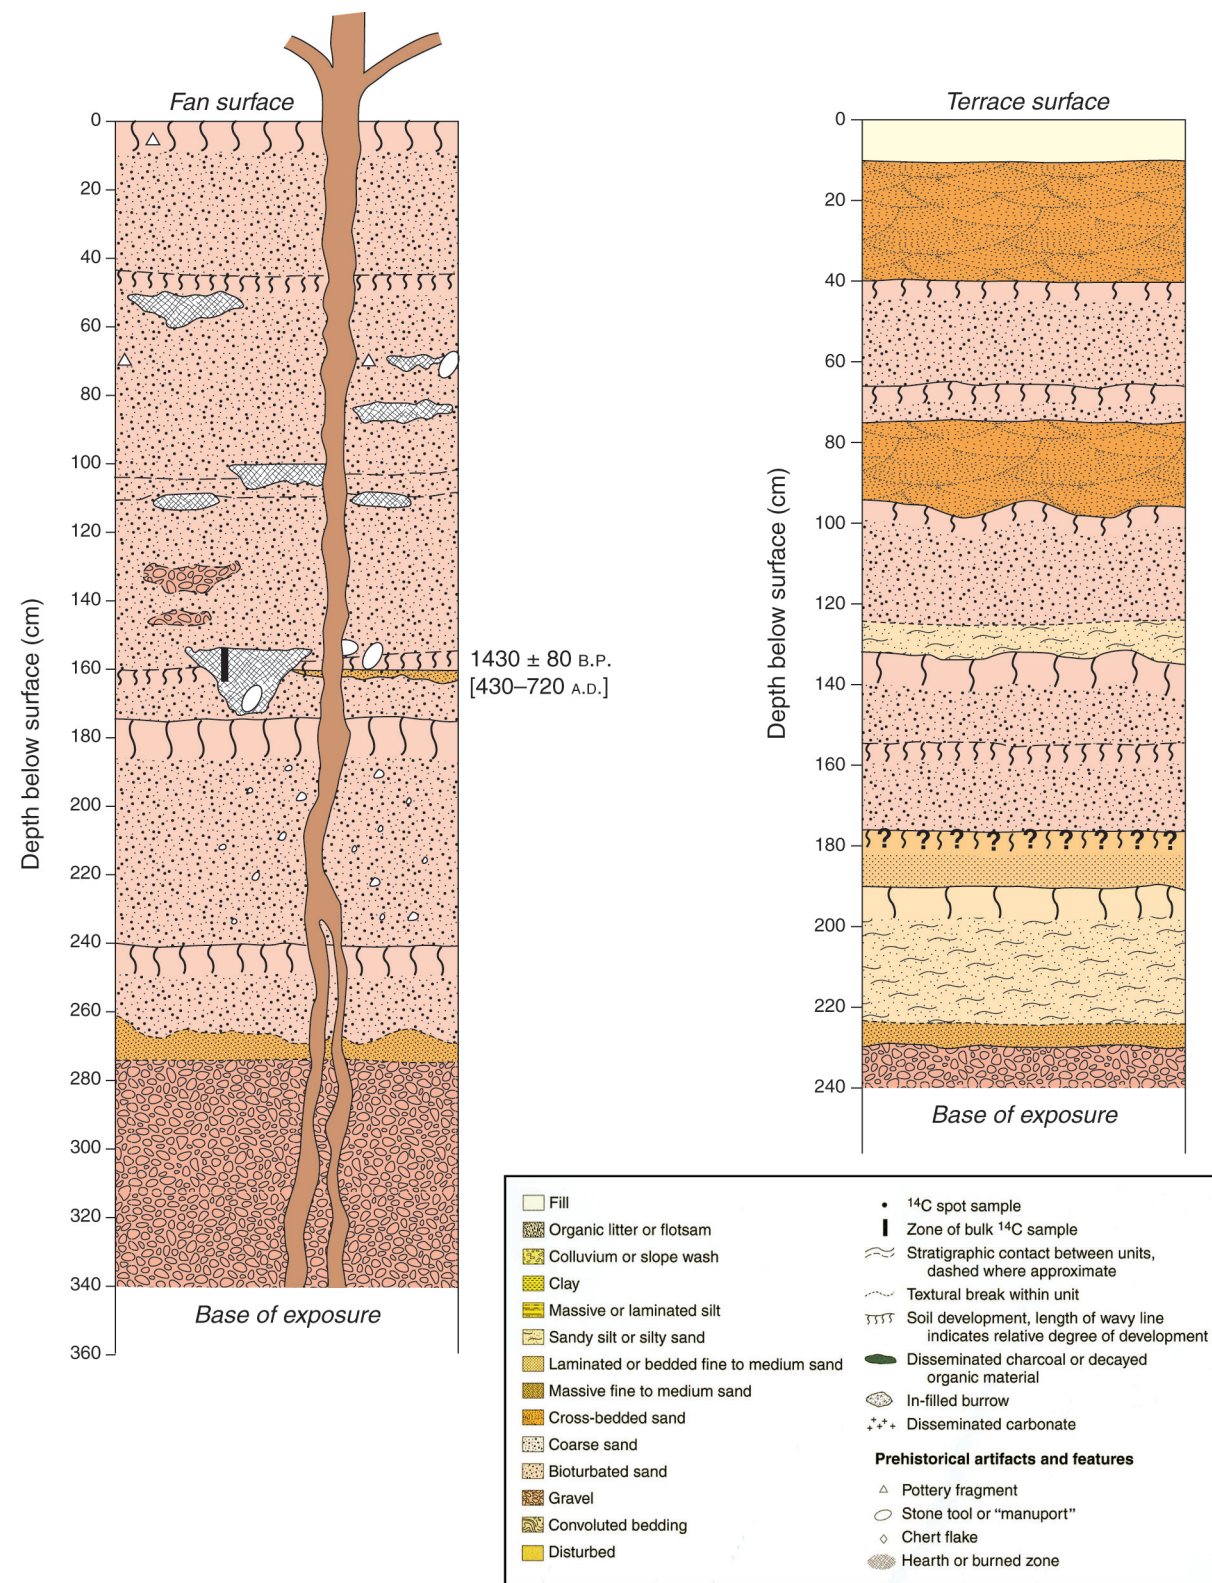 Fan surface
0
20
40
60
80
100
120
140
160
180
200
220
240
260
280
300
320
340
360
Depth below surface (cm)
1430 ± 80 B.P.
[430–720 A.D.]
Base of exposure
Terrace surface
0
20
40
60
80
100
120
140
160
180
200
220
240
Depth below surface (cm)
? ? ? ? ? ? ? ? ?
Base of exposure
Fill
Organic litter or flotsam
Colluvium or slope wash
Clay
Massive or laminated silt
Sandy silt or silty sand
Laminated or bedded fine to medium sand
Massive fine to medium sand
Cross-bedded sand
Coarse sand
Bioturbated sand
Gravel
Convoluted bedding
Disturbed
14C spot sample
Zone of bulk 14C sample
Stratigraphic contact between units,
dashed where approximate
Textural break within unit
Soil development, length of wavy line
indicates relative degree of development
Disseminated charcoal or decayed
organic material
In-filled burrow
Disseminated carbonate
Prehistorical artifacts and features
Pottery fragment
Stone tool or “manuport”
Chert flake
Hearth or burned zone